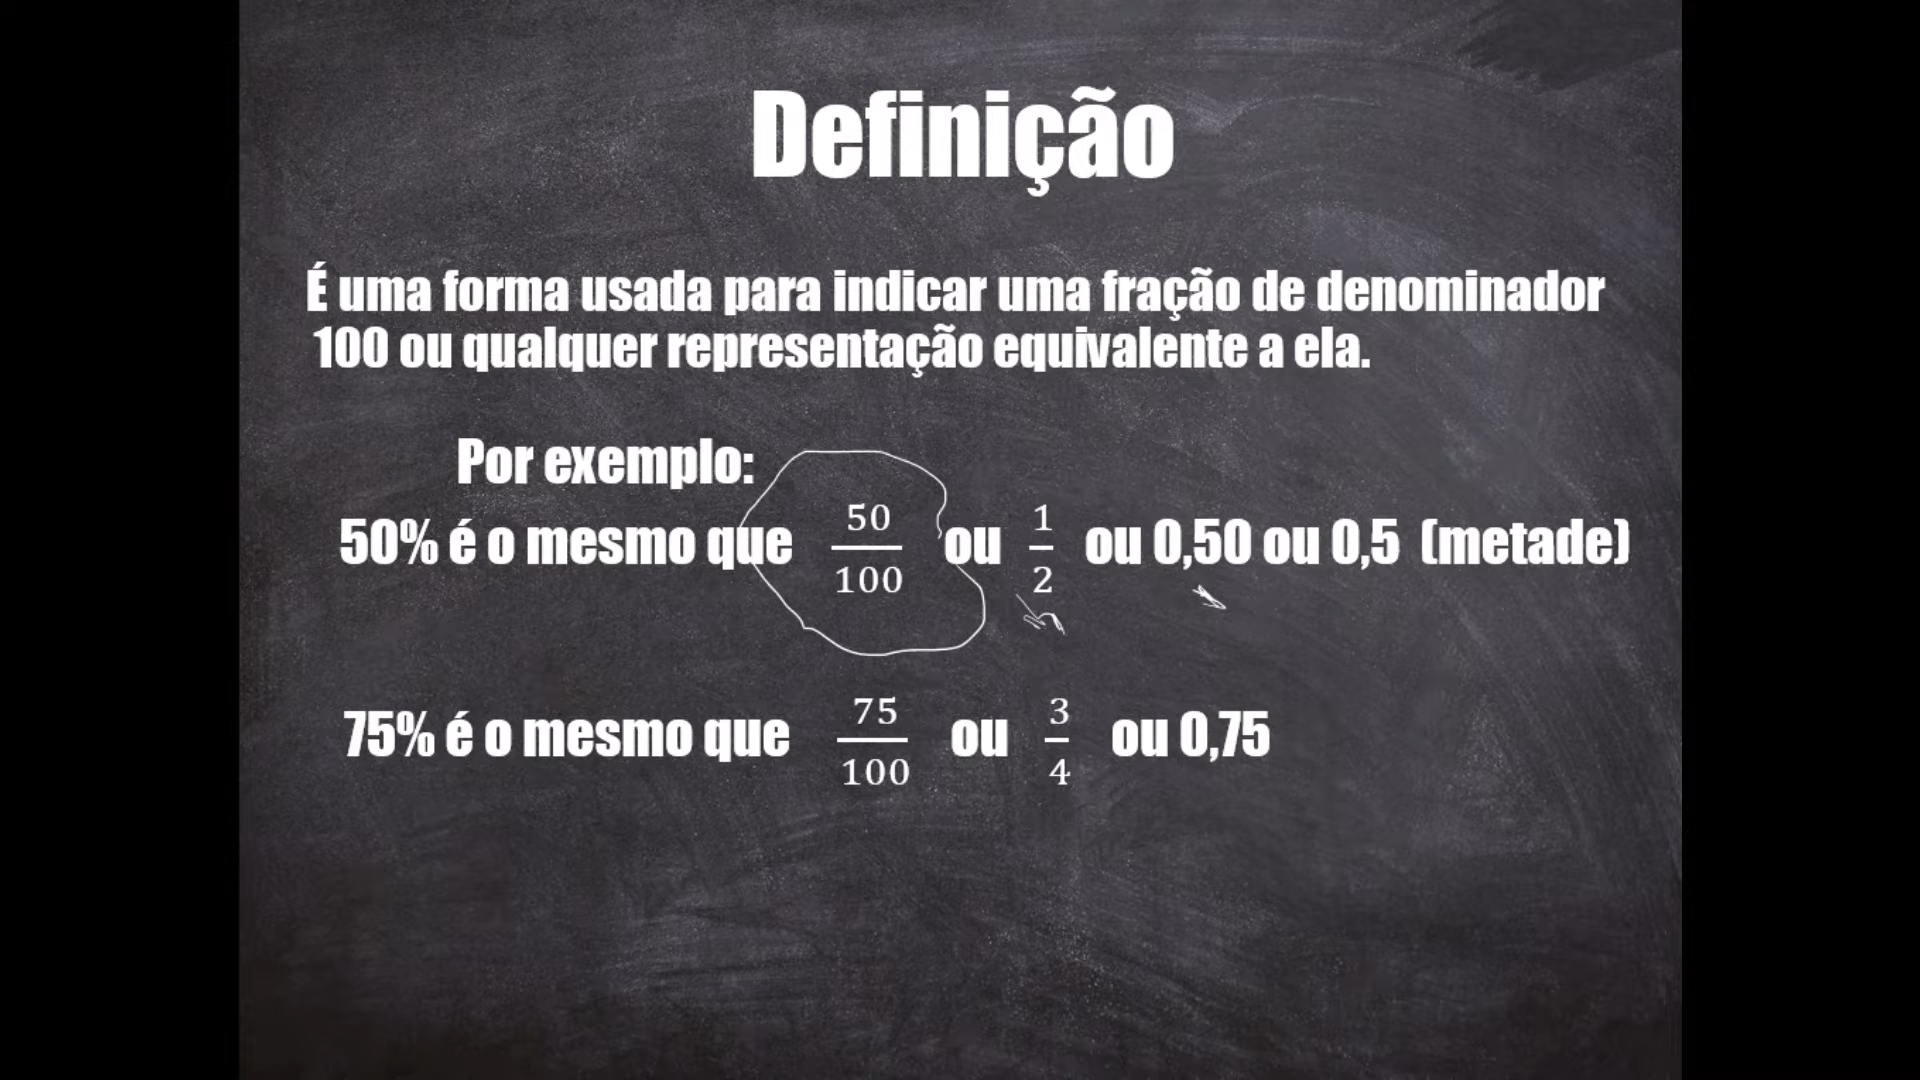 Definição
É uma forma usada para indicar uma fração de denominador
100 ou qualquer representação equivalente a ela.
Por exemplo:
50% é o mesmo que 50/100 ou 1/2 ou 0,50 ou 0,5 (metade)
75% é o mesmo que 75/100 ou 3/4 ou 0,75